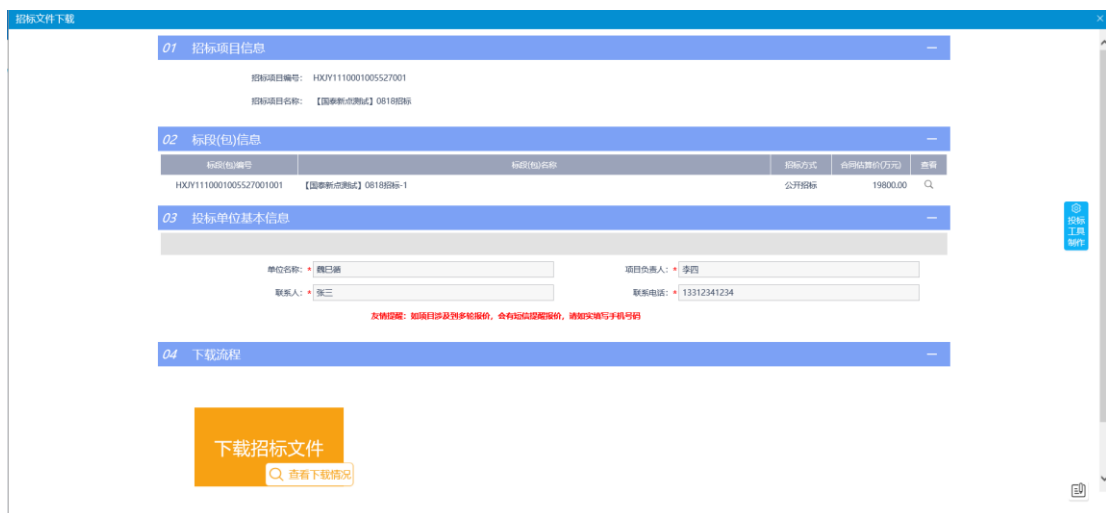 招标文件下载
01 招标项目信息
招标项目编号： HXJY1110001005527001
招标项目名称： 【国泰新点测试】0818招标
02 标段(包)信息
标段(包)编号 标段(包)名称 招标方式 合同估算价(万元) 查看
HXJY1110001005527001001 【国泰新点测试】0818招标-1 公开招标 19800.00
03 投标单位基本信息
单位名称： * 魏巳嶓 项目负责人： * 李四
联系人： * 张三 联系电话： * 13312341234
友情提醒：如项目涉及到多轮报价，会有短信提醒报价，请如实填写手机号码
04 下载流程
下载招标文件
查看下载情况
投标
工具
制作